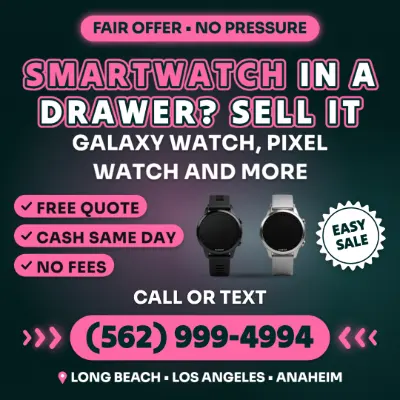 FAIR OFFER • NO PRESSURE
SMARTWATCH IN A
DRAWER? SELL IT
GALAXY WATCH, PIXEL
WATCH AND MORE
FREE QUOTE
CASH SAME DAY
NO FEES
EASY
SALE
CALL OR TEXT
(562) 999-4994
LONG BEACH • LOS ANGELES • ANAHEIM